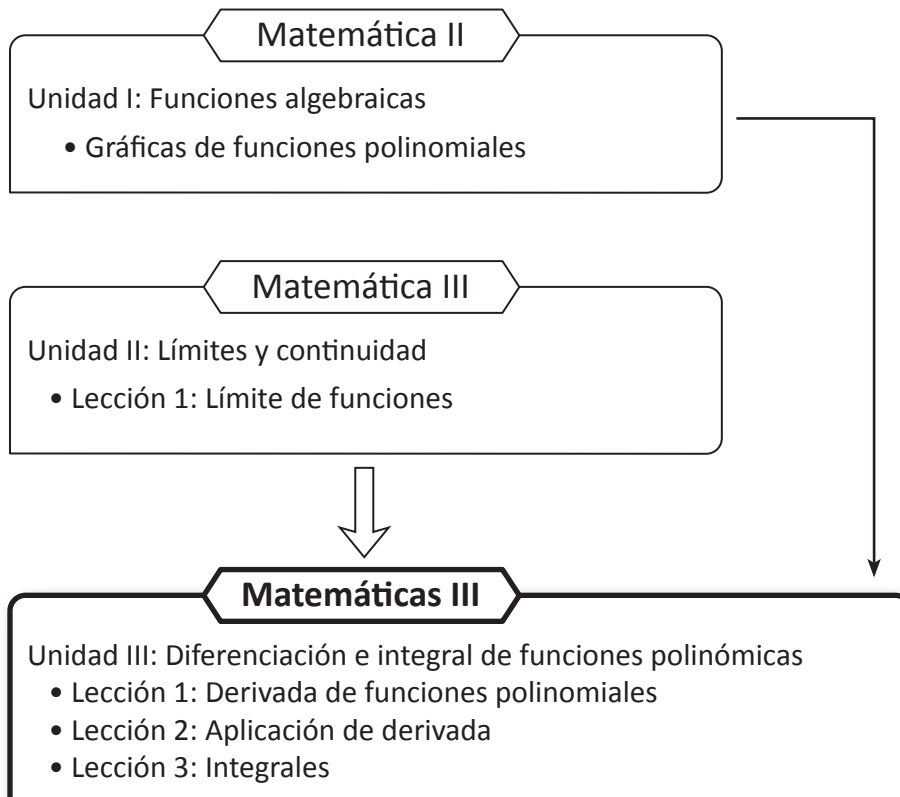 Matemática II
Unidad I: Funciones algebraicas
• Gráficas de funciones polinomiales
Matemática III
Unidad II: Límites y continuidad
• Lección 1: Límite de funciones
Matemáticas III
Unidad III: Diferenciación e integral de funciones polinómicas
• Lección 1: Derivada de funciones polinomiales
• Lección 2: Aplicación de derivada
• Lección 3: Integrales